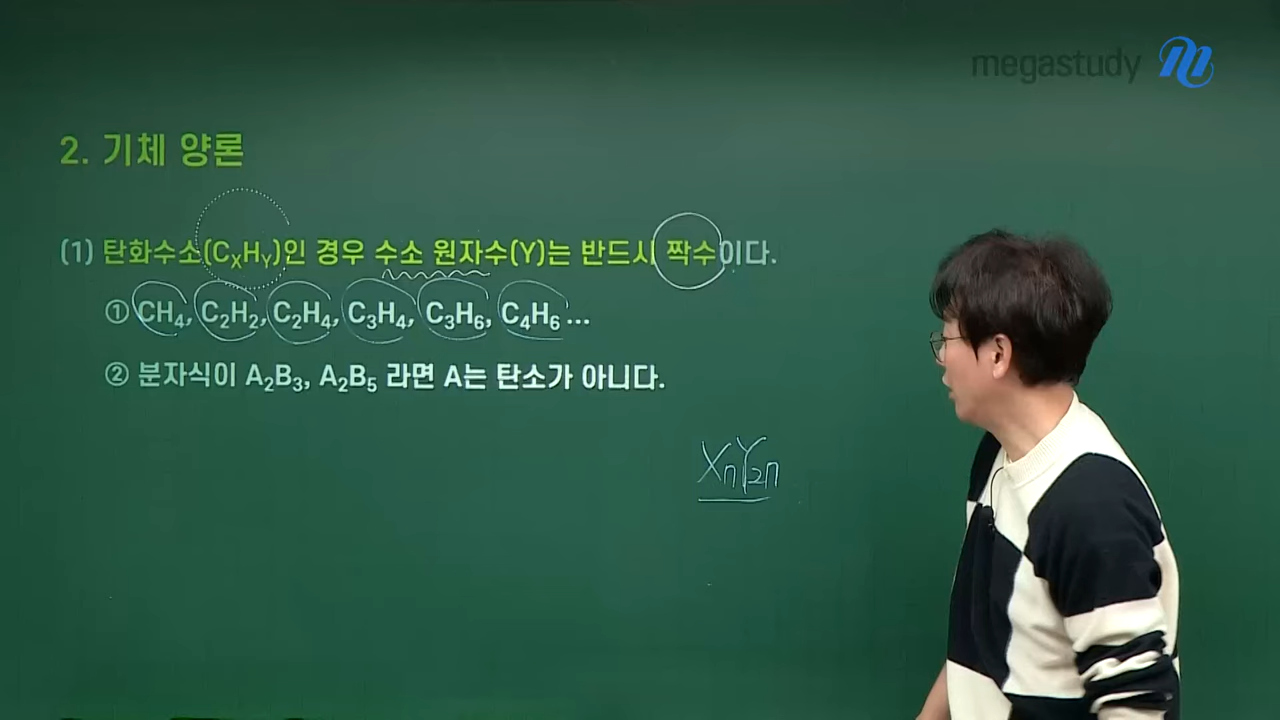 megastudy
2. 기체 양론
(1) 탄화수소(CXHY)인 경우 수소 원자수(Y)는 반드시 짝수이다.
① CH4, C2H2, C2H4, C3H4, C3H6, C4H6 ...
② 분자식이 A2B3, A2B5 라면 A는 탄소가 아니다.
XnY2n